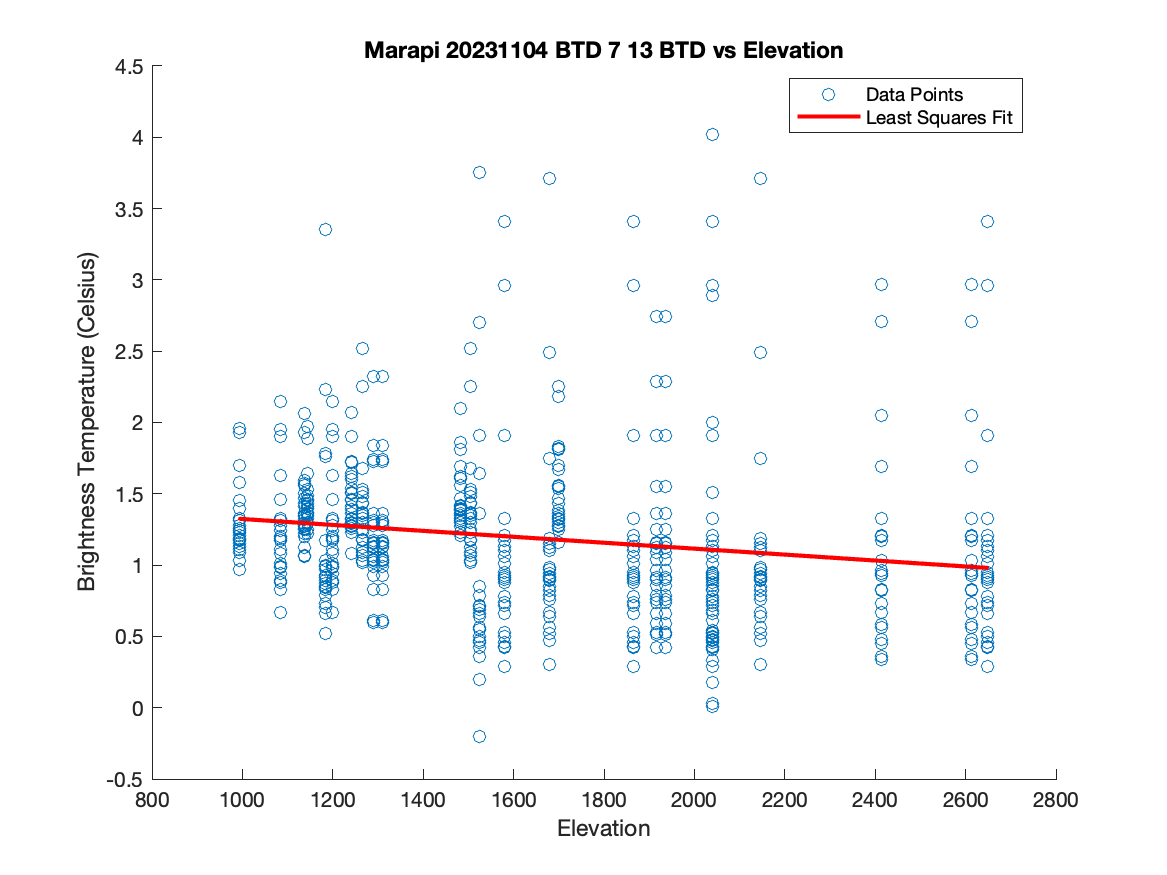 Marapi 20231104 BTD 7 13 BTD vs Elevation
Data Points
Least Squares Fit
Brightness Temperature (Celsius)
4.5
4
3.5
3
2.5
2
1.5
1
0.5
0
-0.5
800 1000 1200 1400 1600 1800 2000 2200 2400 2600 2800
Elevation